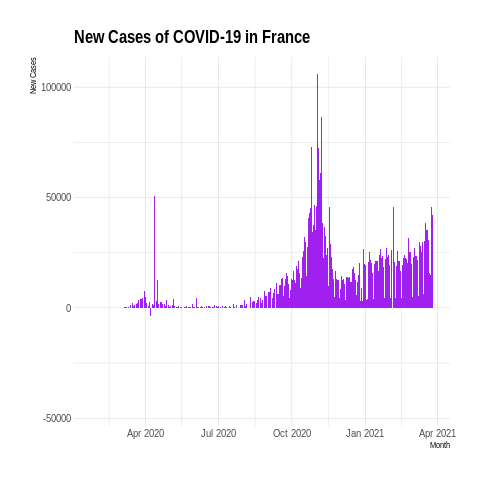 New Cases of COVID-19 in France
New Cases
100000
50000
0
-50000
Apr 2020 Jul 2020 Oct 2020 Jan 2021 Apr 2021
Month